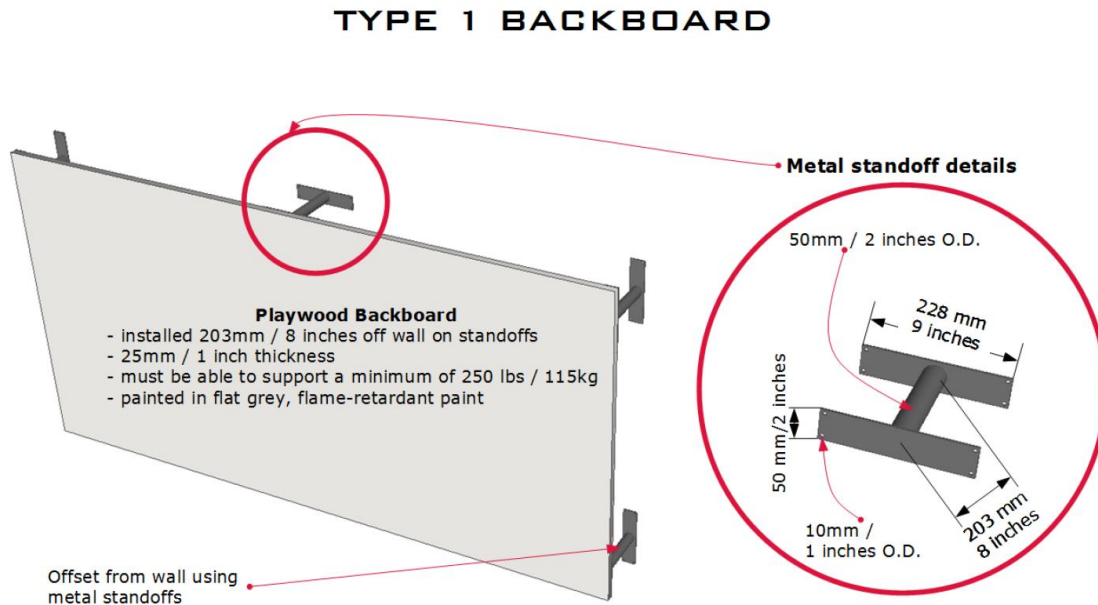 TYPE 1 BACKBOARD
Metal standoff details
50mm / 2 inches O.D.
228 mm
9 inches
Playwood Backboard
- installed 203mm / 8 inches off wall on standoffs
- 25mm / 1 inch thickness
- must be able to support a minimum of 250 lbs / 115kg
- painted in flat grey, flame-retardant paint
50 mm/2 inches
203 mm
8 inches
10mm /
1 inches O.D.
Offset from wall using
metal standoffs